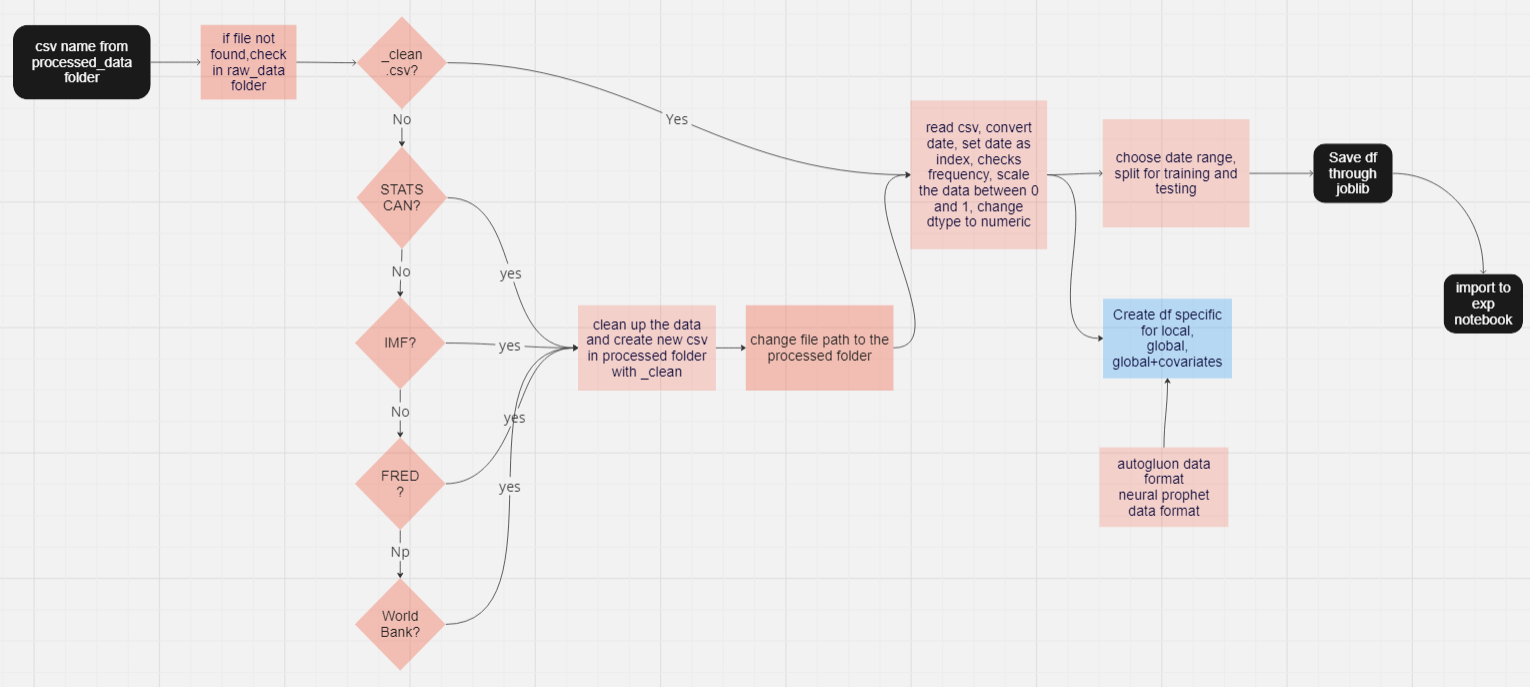 csv name from
processed_data
folder
if file not
found,check
in raw_data
folder
_clean
.csv?
Yes
No
STATS
CAN?
yes
No
IMF?
yes
No
FRED
?
yes
Np
World
Bank?
yes
clean up the data
and create new csv
in processed folder
with _clean
change file path to the
processed folder
read csv, convert
date, set date as
index, checks
frequency, scale
the data between 0
and 1, change
dtype to numeric
choose date range,
split for training and
testing
Save df
through
joblib
import to
exp
notebook
Create df specific
for local,
global,
global+covariates
autogluon data
format
neural prophet
data format